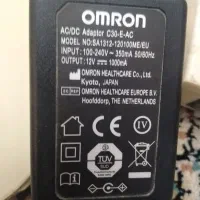 OMRON
AC/DC Adaptor C30-E-AC
MODEL NO:SA1312-120100ME/EU
INPUT: 100-240V ~ 350mA 50/60Hz
OUTPUT: 12V ⎓ 1000mA
OMRON HEALTHCARE Co., Ltd.
Kyoto, JAPAN
OMRON HEALTHCARE EUROPE B.V.
Hoofddorp, THE NETHERLANDS
TÜV
SÜD